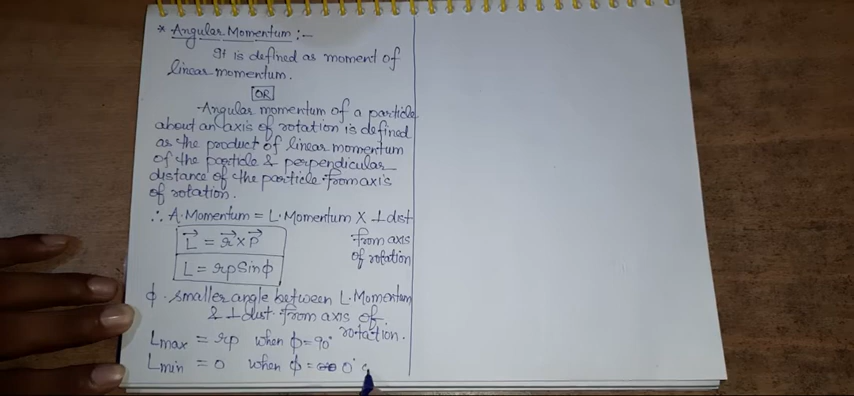 * Angular Momentum :-
It is defined as moment of
linear momentum.
OR
Angular momentum of a particle
about an axis of rotation is defined
as the product of linear momentum
of the particle & perpendicular
distance of the particle from axis
of rotation.
∴ A. Momentum = L. Momentum X ⊥ dist
from axis
of rotation
L⃗ = r⃗ × p⃗
L = rp Sin ϕ
ϕ. smaller angle between L. Momentum
& ⊥ dist. from axis of
rotation.
Lmax = rp when ϕ = 90°
Lmin = 0 when ϕ = 0°